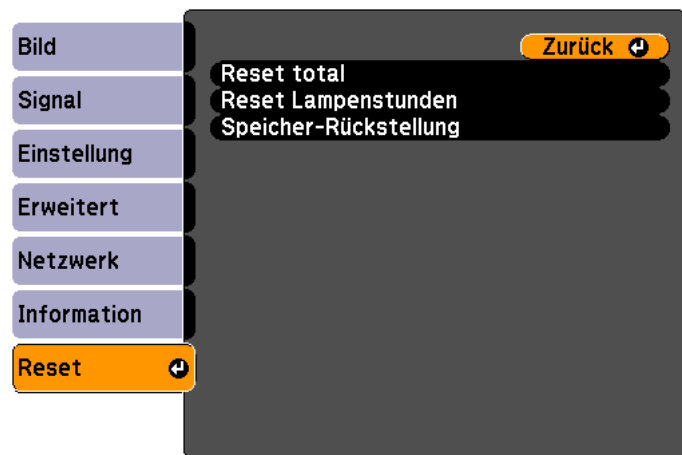 Bild
Signal
Einstellung
Erweitert
Netzwerk
Information
Reset
Zurück
Reset total
Reset Lampenstunden
Speicher-Rückstellung